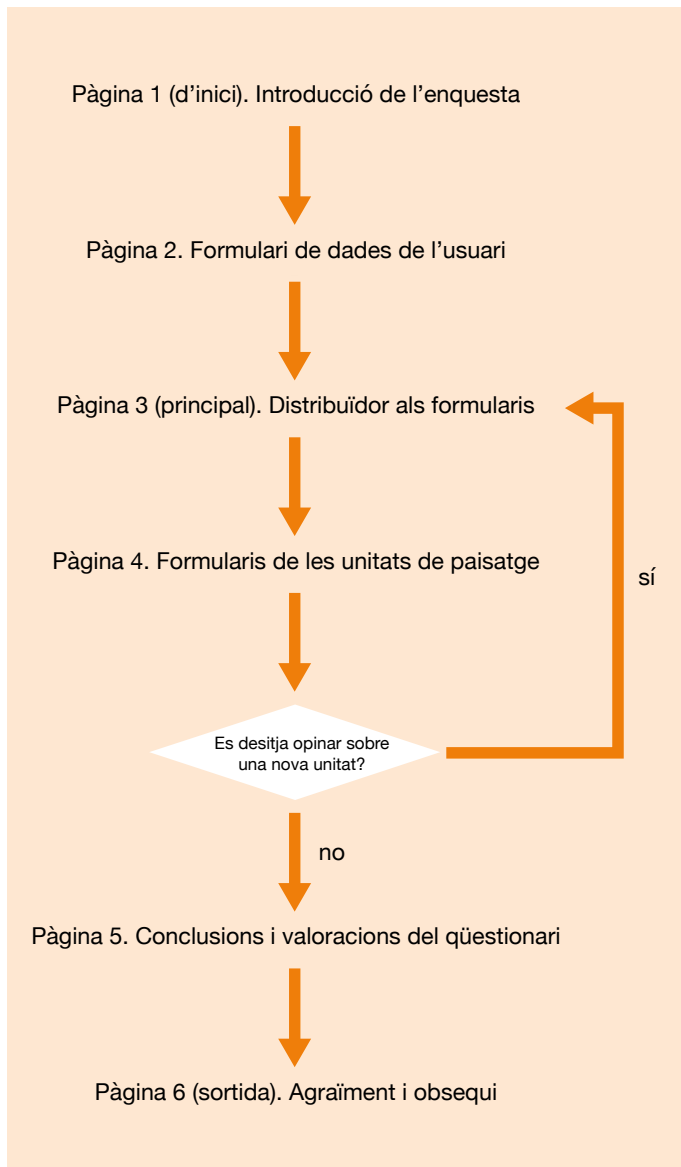 Pàgina 1 (d’inici). Introducció de l’enquesta
Pàgina 2. Formulari de dades de l’usuari
Pàgina 3 (principal). Distribuïdor als formularis
Pàgina 4. Formularis de les unitats de paisatge
sí
Es desitja opinar sobre
una nova unitat?
no
Pàgina 5. Conclusions i valoracions del qüestionari
Pàgina 6 (sortida). Agraïment i obsequi